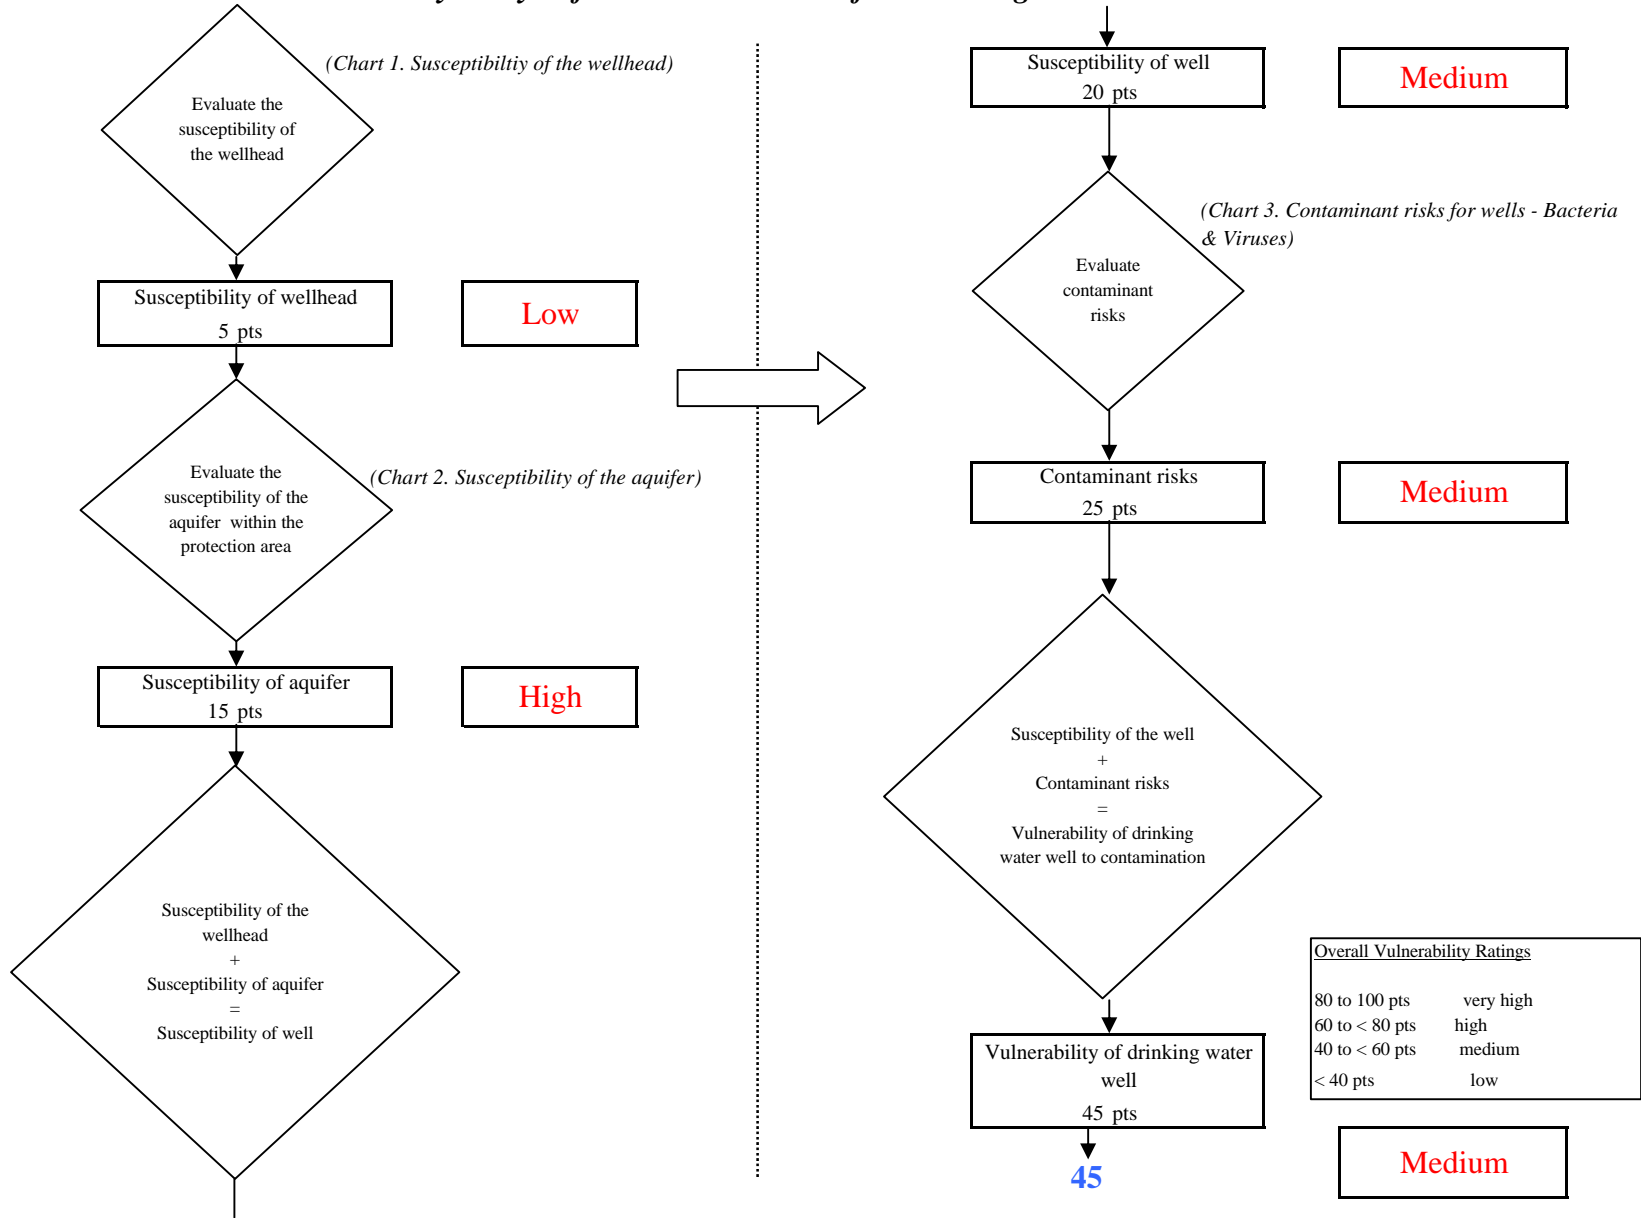 (Chart 1. Susceptibiltiy of the wellhead)
Evaluate the
susceptibility of
the wellhead
Susceptibility of wellhead
5 pts
Low
(Chart 2. Susceptibility of the aquifer)
Evaluate the
susceptibility of the
aquifer within the
protection area
Susceptibility of aquifer
15 pts
High
Susceptibility of the
wellhead
+
Susceptibility of aquifer
=
Susceptibility of well
Susceptibility of well
20 pts
Medium
(Chart 3. Contaminant risks for wells - Bacteria
& Viruses)
Evaluate
contaminant
risks
Contaminant risks
25 pts
Medium
Susceptibility of the well
+
Contaminant risks
=
Vulnerability of drinking
water well to contamination
Overall Vulnerability Ratings
80 to 100 pts very high
60 to < 80 pts high
40 to < 60 pts medium
< 40 pts low
Vulnerability of drinking water
well
45 pts
45
Medium